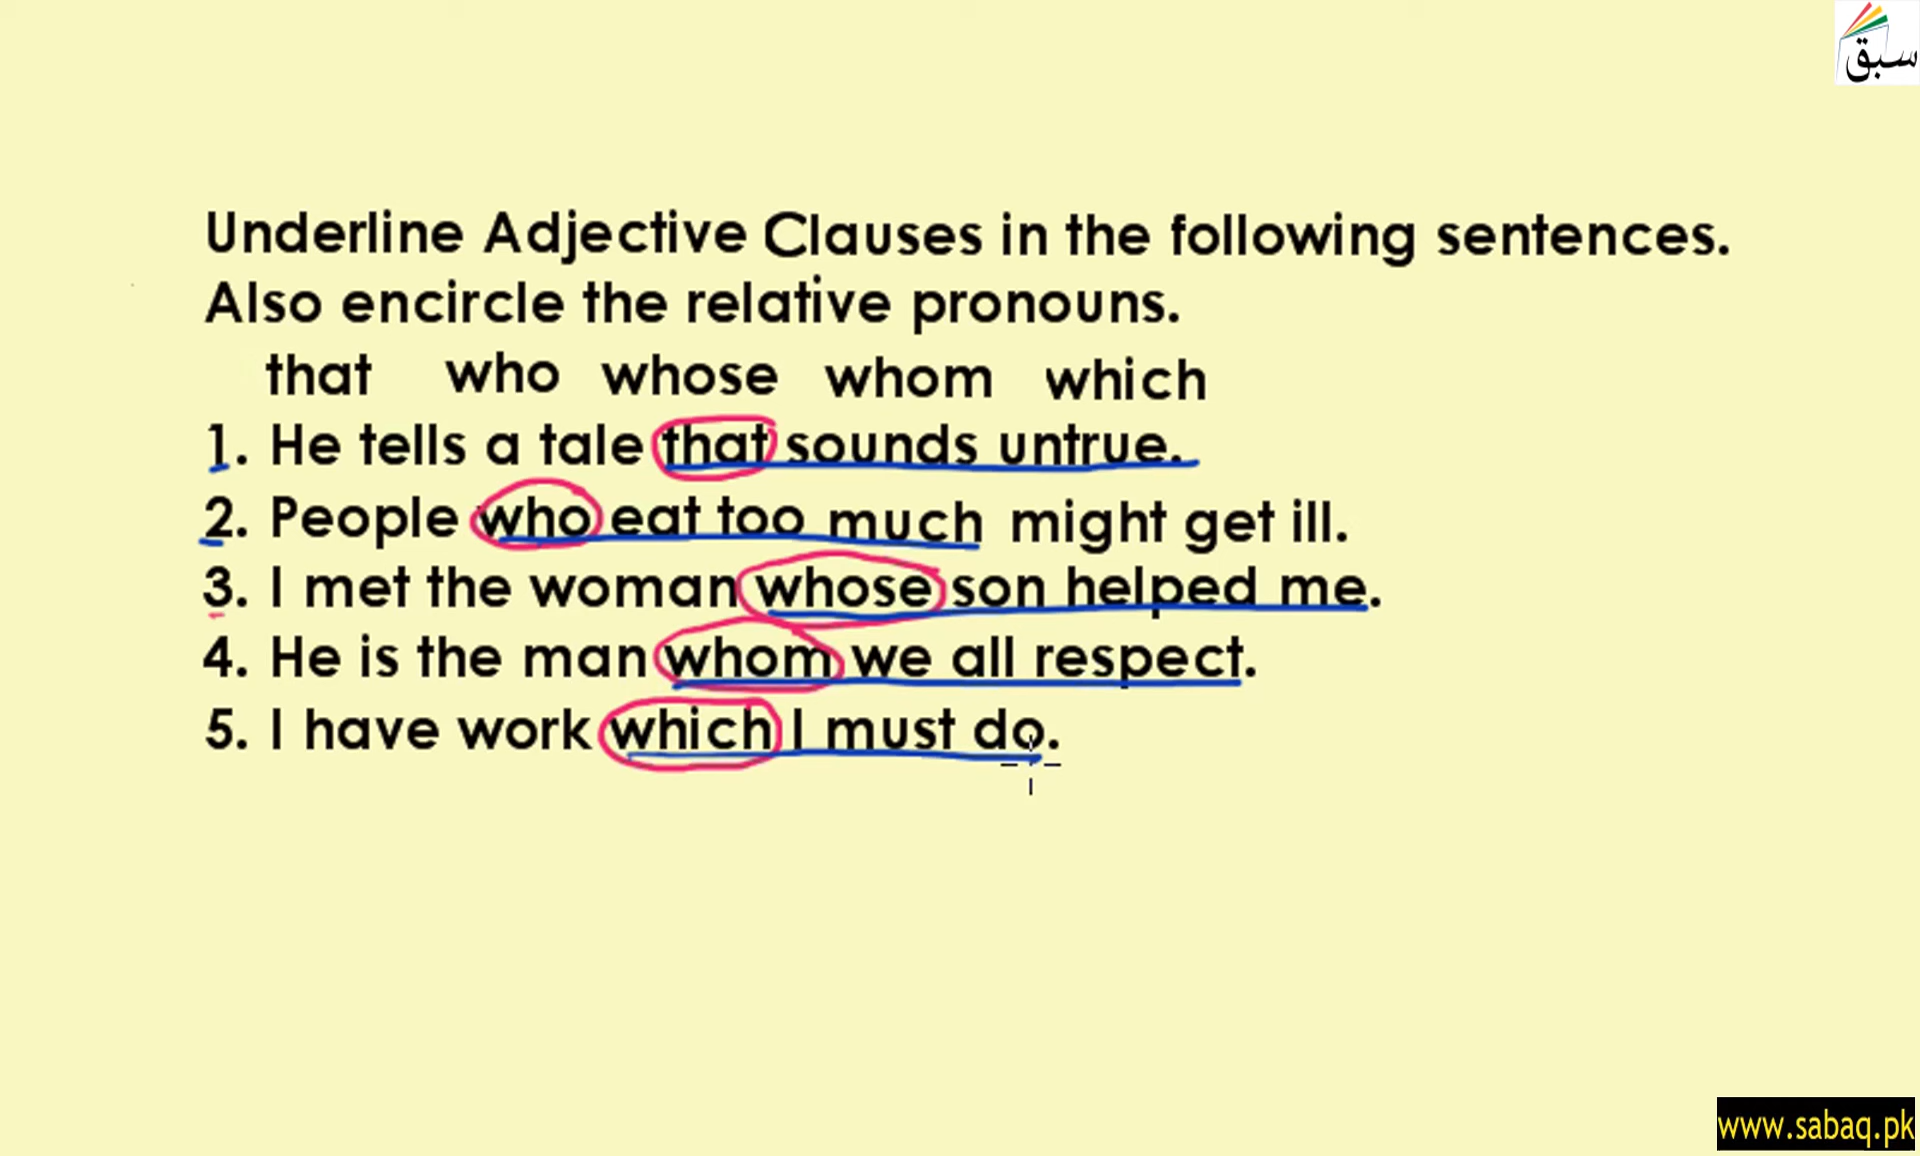 سبق
Underline Adjective Clauses in the following sentences.
Also encircle the relative pronouns.
that who whose whom which
1. He tells a tale that sounds untrue.
2. People who eat too much might get ill.
3. I met the woman whose son helped me.
4. He is the man whom we all respect.
5. I have work which I must do.
www.sabaq.pk